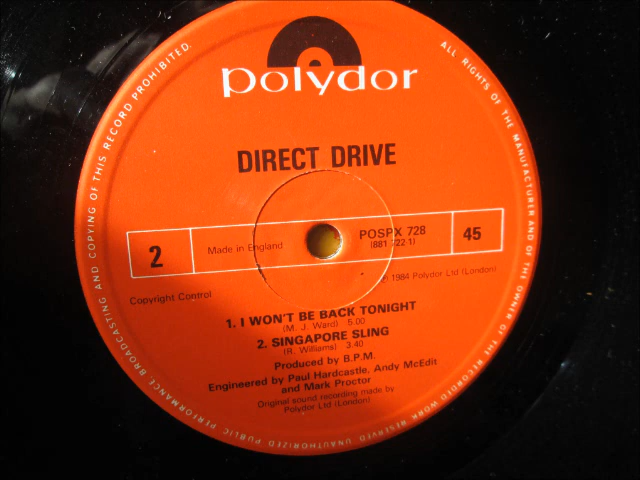 polydor
DIRECT DRIVE
2
Made in England
POSPX 728
(881 722-1)
45
Copyright Control
℗ 1984 Polydor Ltd (London)
1. I WON'T BE BACK TONIGHT
(M. J. Ward) 5.00
2. SINGAPORE SLING
(R. Williams) 3.40
Produced by B.P.M.
Engineered by Paul Hardcastle, Andy McEdit
and Mark Proctor
Original sound recording made by
Polydor Ltd (London)
ALL RIGHTS OF THE MANUFACTURER AND OF THE OWNER OF THE RECORDED WORK RESERVED UNAUTHORIZED PUBLIC PERFORMANCE BROADCASTING AND COPYING OF THIS RECORD PROHIBITED.